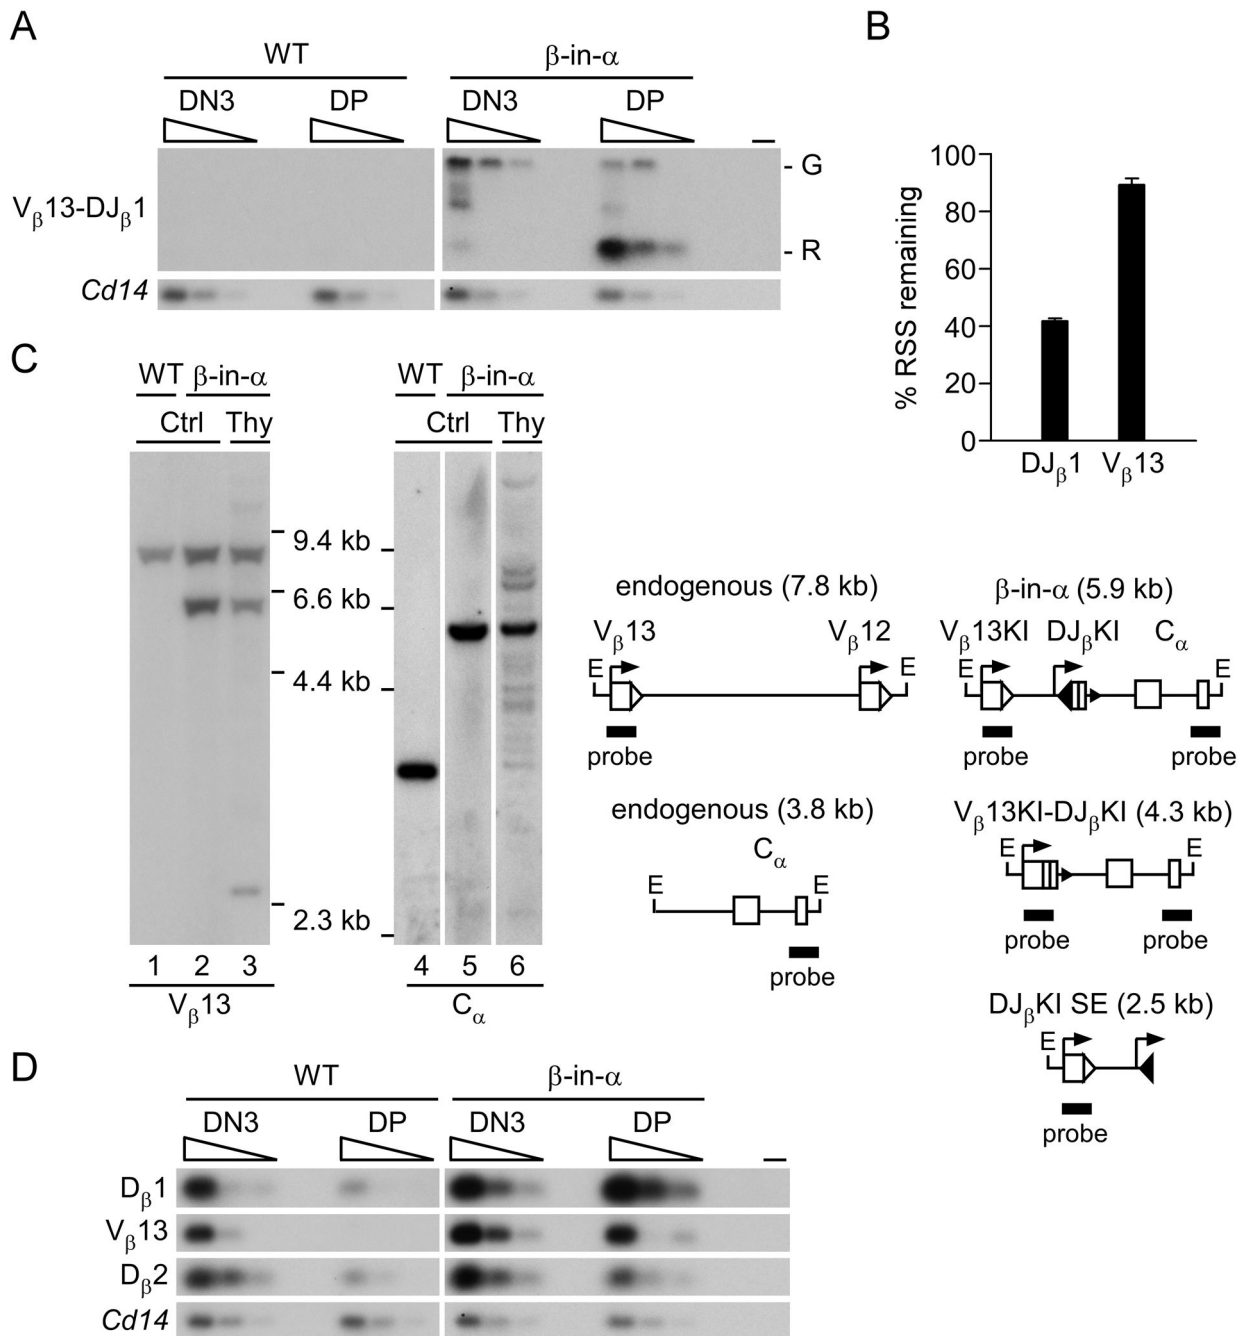 A
WT
β-in-α
DN3
DP
DN3
DP
- G
Vβ13-DJβ1
- R
Cd14
B
% RSS remaining
100
80
60
40
20
0
DJβ1
Vβ13
C
WT
β-in-α
WT
β-in-α
Ctrl
Thy
Ctrl
Thy
9.4 kb
6.6 kb
4.4 kb
2.3 kb
1
2
3
4
5
6
Vβ13
Cα
endogenous (7.8 kb)
Vβ13
Vβ12
E
E
probe
endogenous (3.8 kb)
Cα
E
E
probe
β-in-α (5.9 kb)
Vβ13KI DJβKI Cα
E
E
probe
probe
Vβ13KI-DJβKI (4.3 kb)
E
E
probe
probe
DJβKI SE (2.5 kb)
E
probe
D
WT
β-in-α
DN3
DP
DN3
DP
Dβ1
Vβ13
Dβ2
Cd14